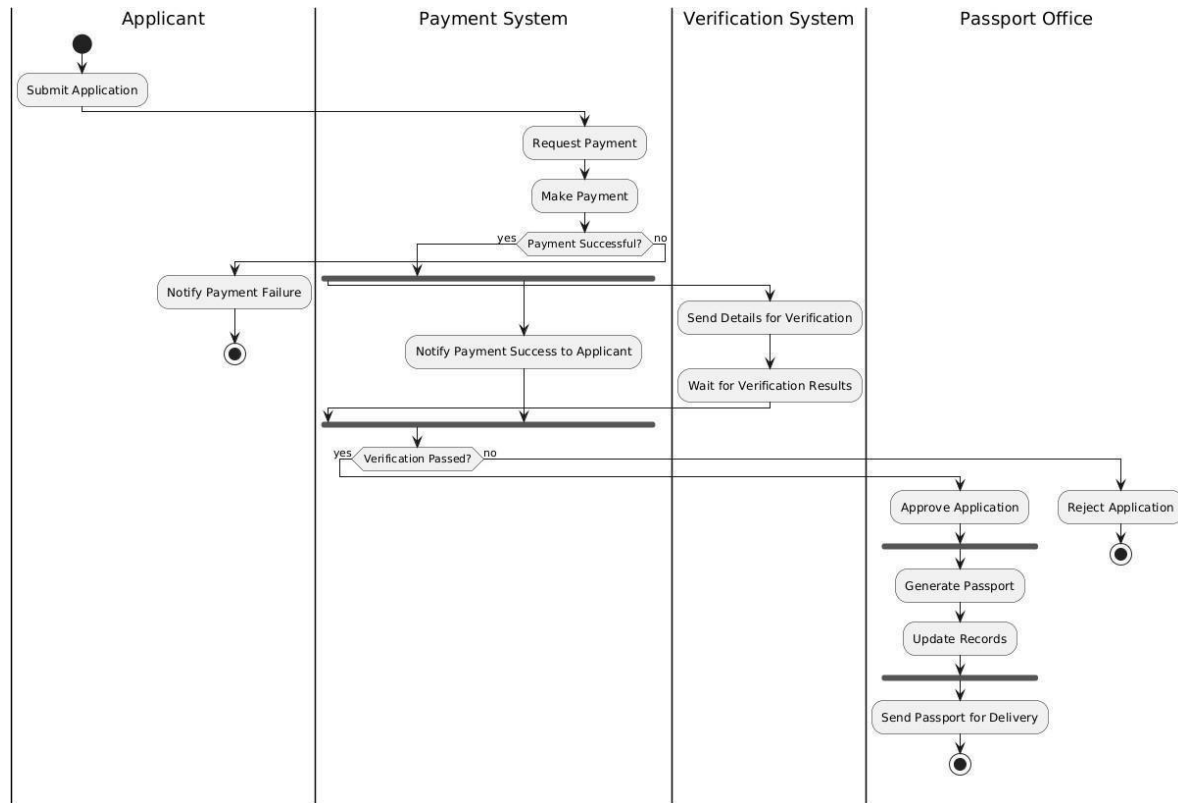 Applicant
Payment System
Verification System
Passport Office
Submit Application
Request Payment
Make Payment
yes
Payment Successful?
no
Notify Payment Failure
Send Details for Verification
Notify Payment Success to Applicant
Wait for Verification Results
yes
Verification Passed?
no
Approve Application
Reject Application
Generate Passport
Update Records
Send Passport for Delivery